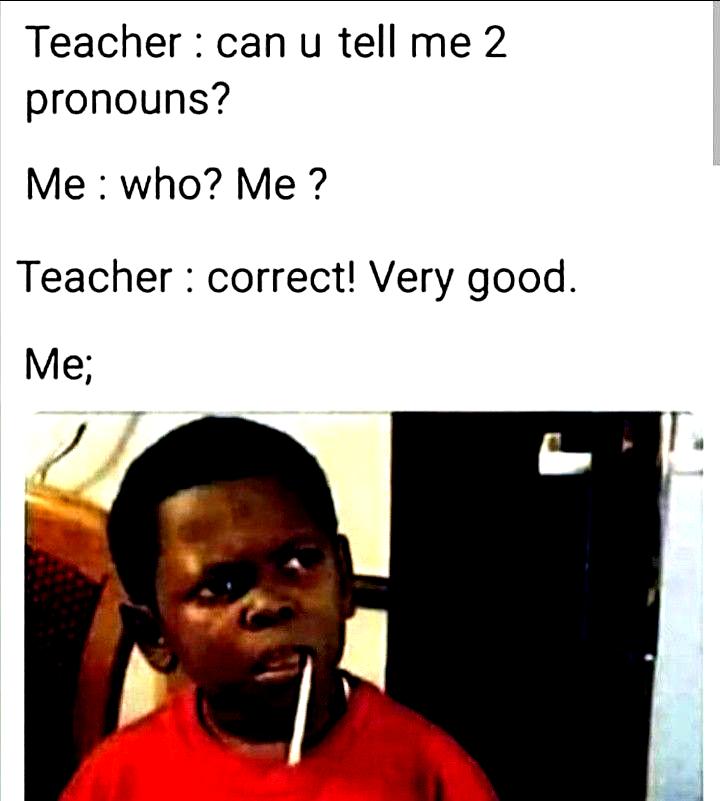 Teacher : can u tell me 2
pronouns?
Me : who? Me ?
Teacher : correct! Very good.
Me;